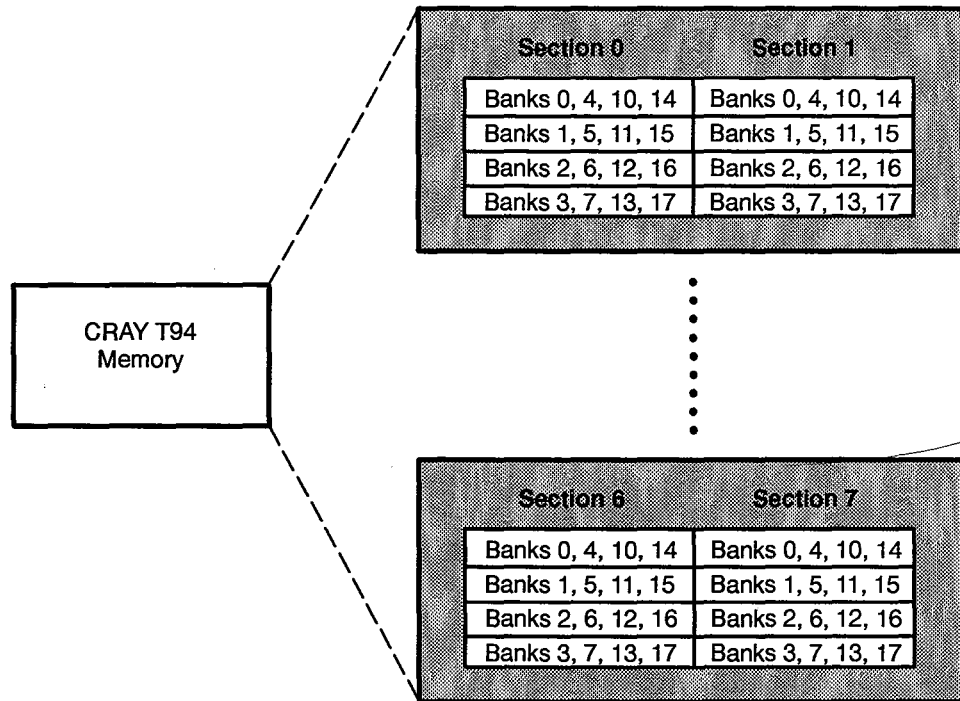 Section 0 Section 1
Banks 0, 4, 10, 14 Banks 0, 4, 10, 14
Banks 1, 5, 11, 15 Banks 1, 5, 11, 15
Banks 2, 6, 12, 16 Banks 2, 6, 12, 16
Banks 3, 7, 13, 17 Banks 3, 7, 13, 17
CRAY T94
Memory
Section 6 Section 7
Banks 0, 4, 10, 14 Banks 0, 4, 10, 14
Banks 1, 5, 11, 15 Banks 1, 5, 11, 15
Banks 2, 6, 12, 16 Banks 2, 6, 12, 16
Banks 3, 7, 13, 17 Banks 3, 7, 13, 17